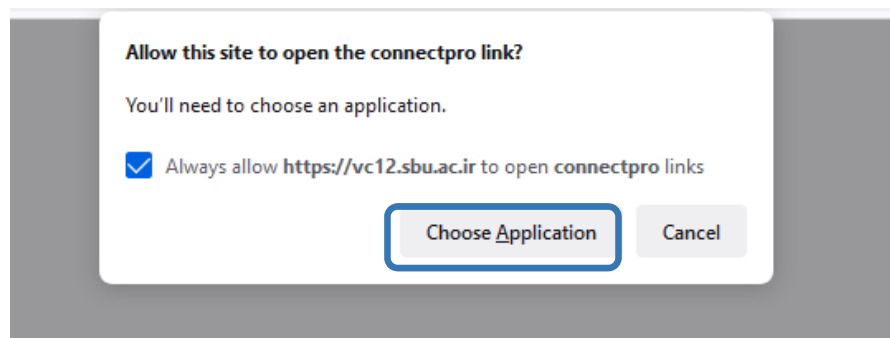 Allow this site to open the connectpro link?
You'll need to choose an application.
Always allow https://vc12.sbu.ac.ir to open connectpro links
Choose Application
Cancel